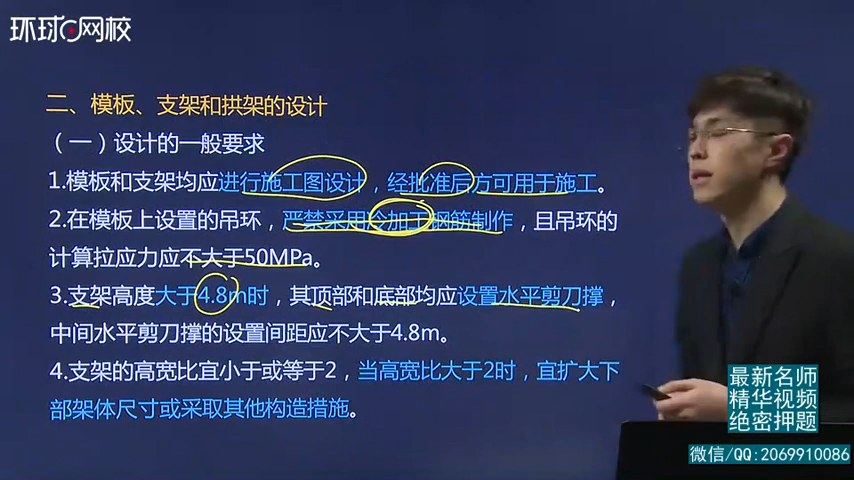 环球网校
二、模板、支架和拱架的设计
（一）设计的一般要求
1.模板和支架均应进行施工图设计，经批准后方可用于施工。
2.在模板上设置的吊环，严禁采用冷加工钢筋制作，且吊环的
计算拉应力应不大于50MPa。
3.支架高度大于4.8m时，其顶部和底部均应设置水平剪刀撑，
中间水平剪刀撑的设置间距应不大于4.8m。
4.支架的高宽比宜小于或等于2，当高宽比大于2时，宜扩大下
部架体尺寸或采取其他构造措施。
最新名师
精华视频
绝密押题
微信/QQ:2069910086